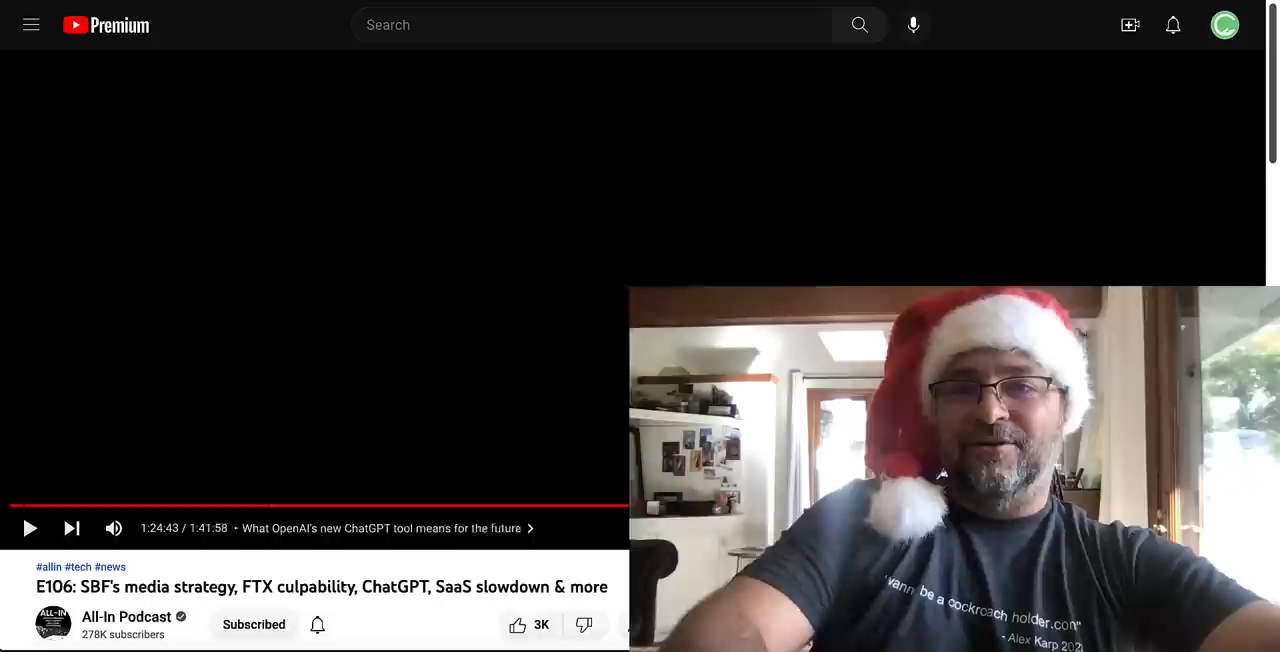 Premium
Search
1:24:43 / 1:41:58 • What OpenAI's new ChatGPT tool means for the future
#allin #tech #news
E106: SBF's media strategy, FTX culpability, ChatGPT, SaaS slowdown & more
ALL-IN
All-In Podcast
278K subscribers
Subscribed
3K
be a cockroach holder.com"
- Alex Karp